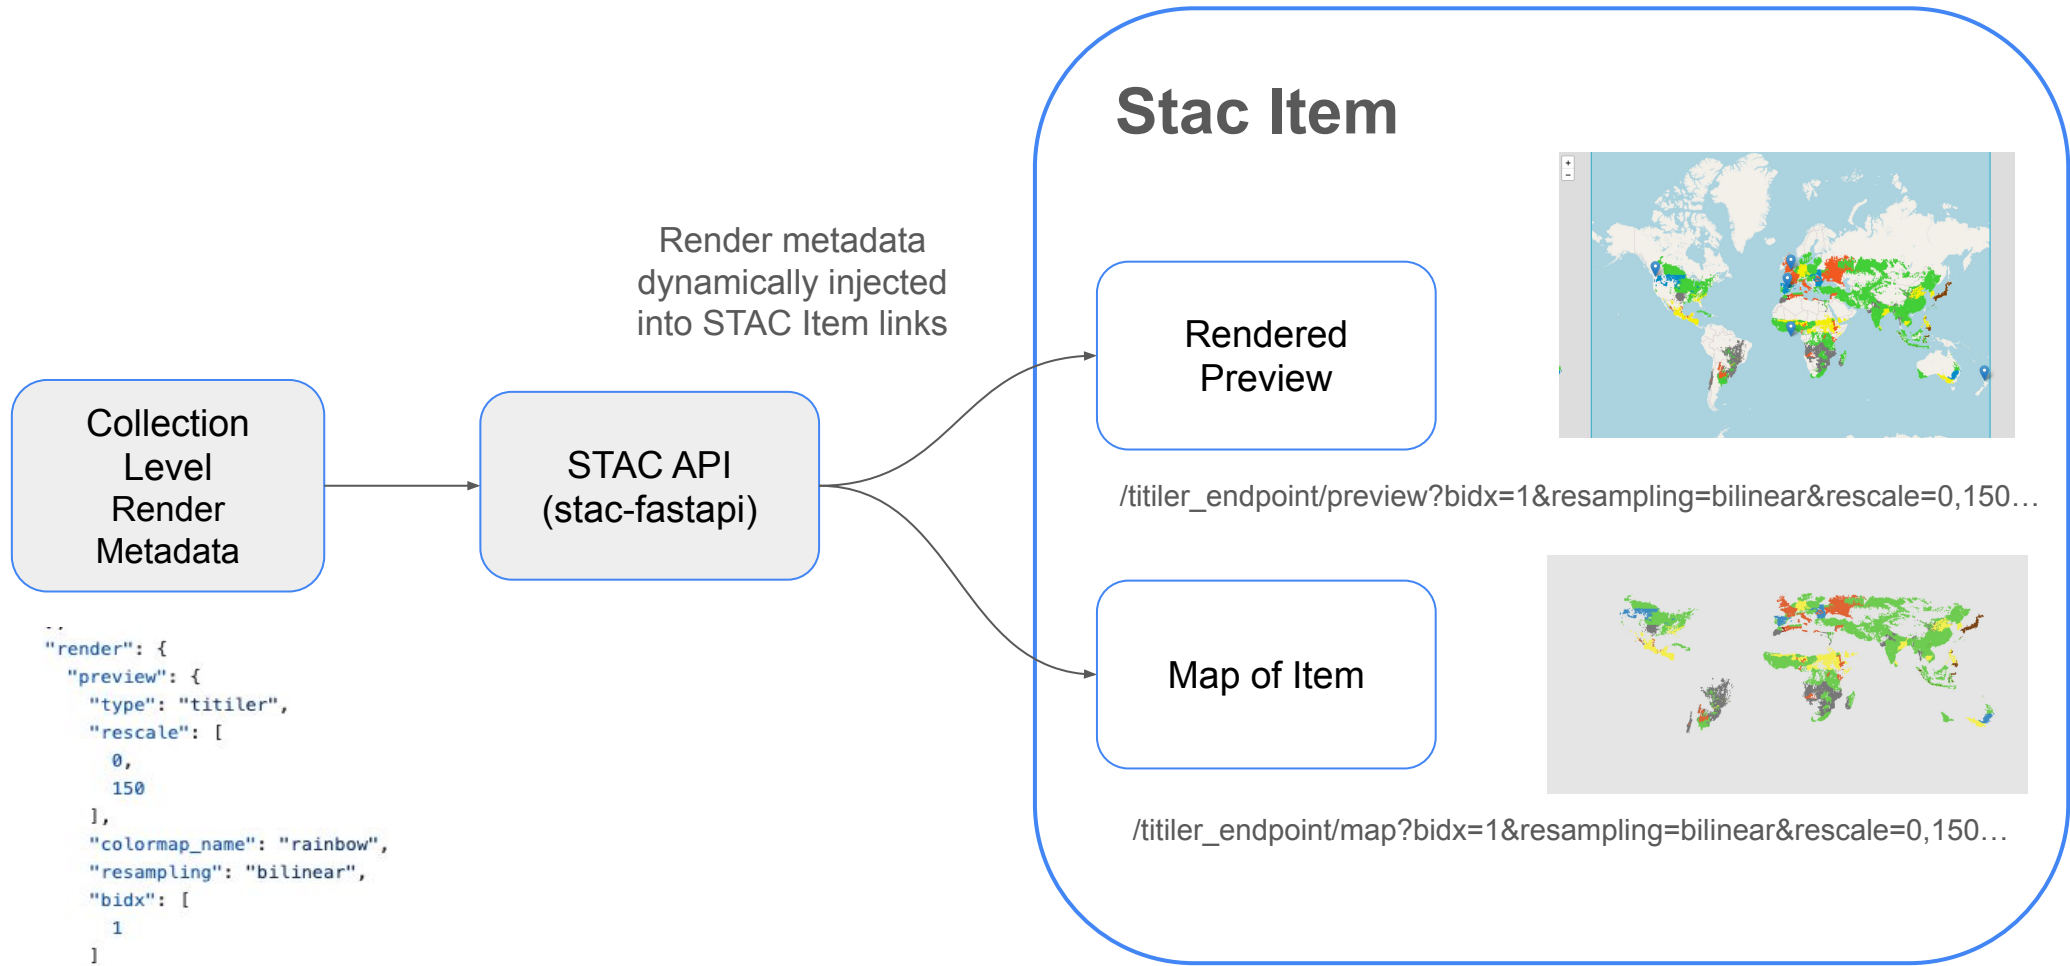 Stac Item
Render metadata
dynamically injected
into STAC Item links
Collection
Level
Render
Metadata
STAC API
(stac-fastapi)
Rendered
Preview
+
-
/titiler_endpoint/preview?bidx=1&resampling=bilinear&rescale=0,150…
Map of Item
/titiler_endpoint/map?bidx=1&resampling=bilinear&rescale=0,150…
"render": {
"preview": {
"type": "titiler",
"rescale": [
0,
150
],
"colormap_name": "rainbow",
"resampling": "bilinear",
"bidx": [
1
]